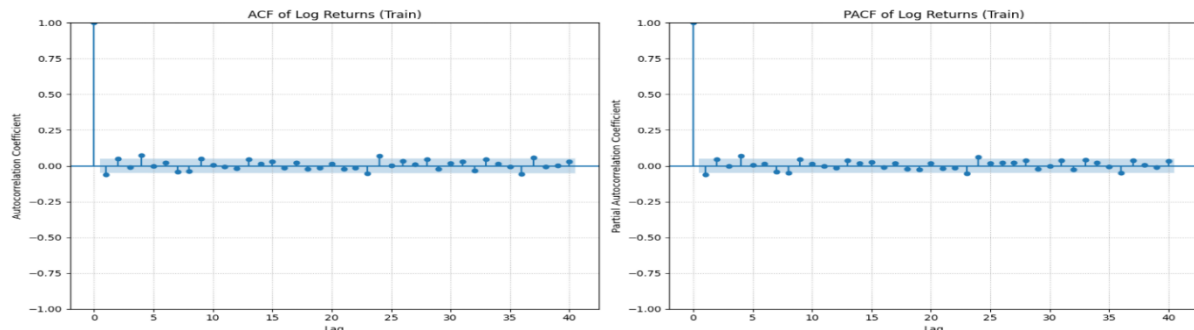 ACF of Log Returns (Train)
Autocorrelation Coefficient
1.00
0.75
0.50
0.25
0.00
−0.25
−0.50
−0.75
−1.00
0 5 10 15 20 25 30 35 40
Lag
PACF of Log Returns (Train)
Partial Autocorrelation Coefficient
1.00
0.75
0.50
0.25
0.00
−0.25
−0.50
−0.75
−1.00
0 5 10 15 20 25 30 35 40
Lag